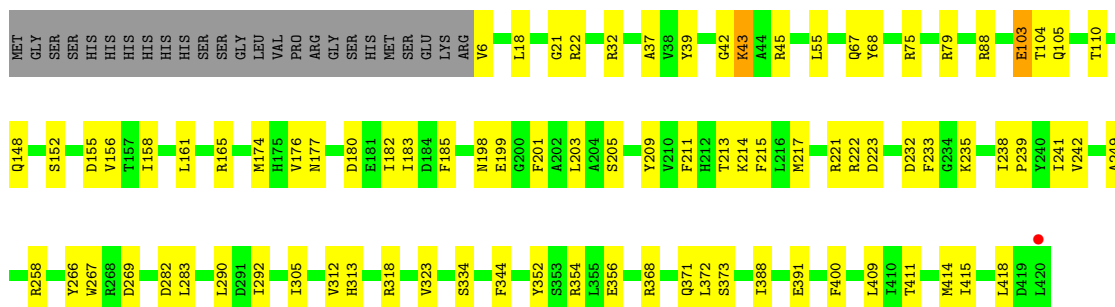 MET GLY SER SER HIS HIS HIS HIS HIS HIS SER SER GLY LEU VAL PRO ARG GLY SER HIS MET SER GLU LYS ARG V6 L18 G21 R22 R32 A37 V38 Y39 G42 K43 A44 R45 L55 Q67 Y68 R75 R79 R88 E103 T104 Q105 T110
Q148 S152 D155 V156 T157 I158 L161 R165 M174 H175 V176 N177 D180 E181 I182 I183 D184 F185 N198 E199 G200 F201 A202 L203 A204 S205 Y209 V210 F211 H212 T213 K214 F215 L216 M217 R221 R222 D223 D232 F233 G234 K235 I238 P239 Y240 I241 V242 A249
R258 Y266 W267 R268 D269 D282 L283 L290 D291 I292 I305 V312 H313 R318 V323 S334 F344 Y352 S353 R354 L355 E356 R368 Q371 L372 S373 I388 E391 F400 L409 I410 T411 M414 I415 L418 D419 L420